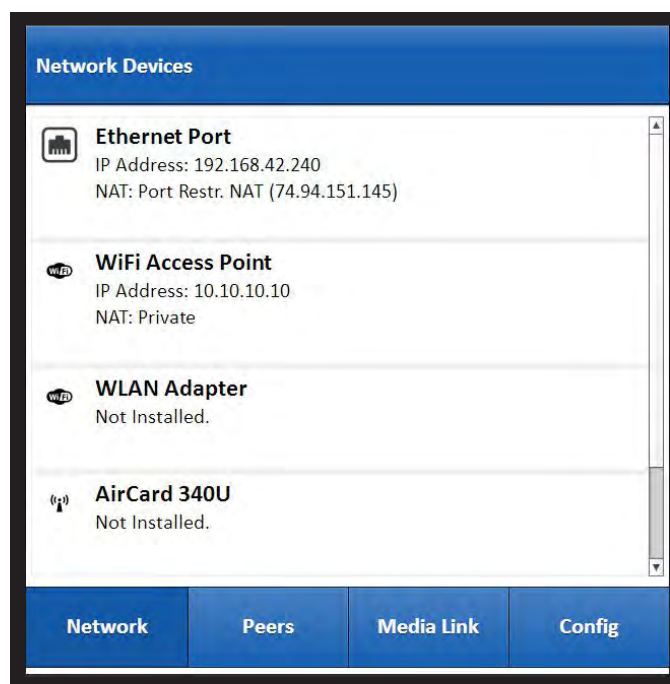 Network Devices
Ethernet Port
IP Address: 192.168.42.240
NAT: Port Restr. NAT (74.94.151.145)
WiFi
WiFi Access Point
IP Address: 10.10.10.10
NAT: Private
WiFi
WLAN Adapter
Not Installed.
AirCard 340U
Not Installed.
Network Peers Media Link Config